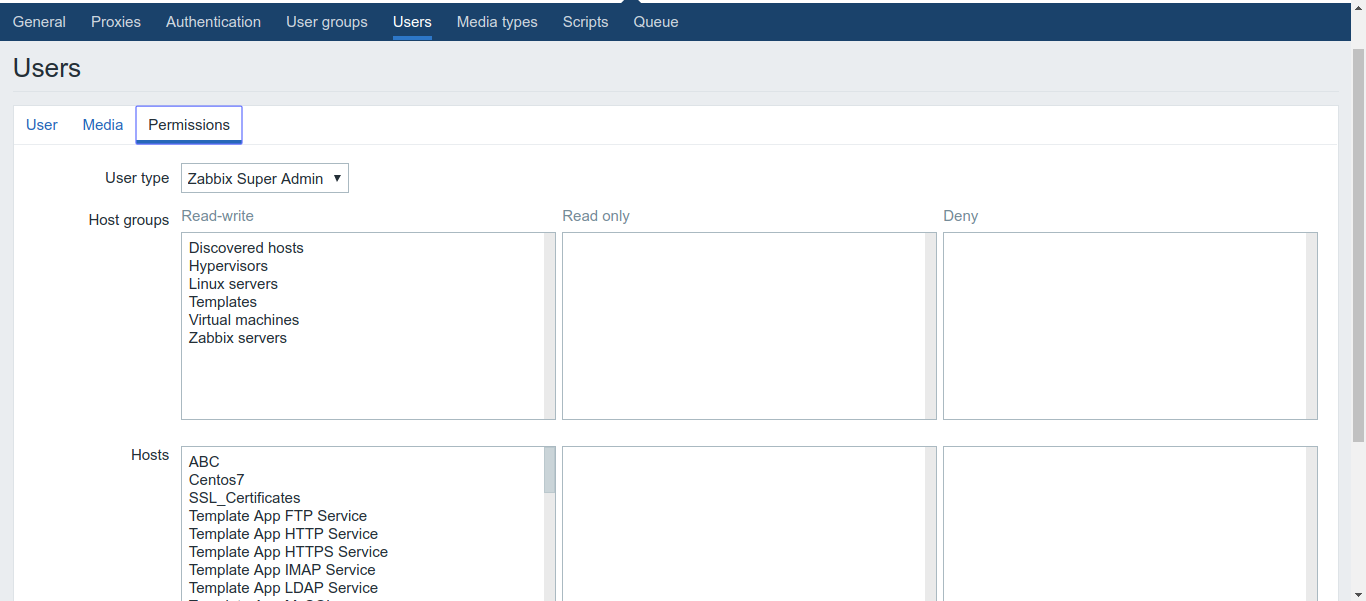 General Proxies Authentication User groups Users Media types Scripts Queue
Users
User Media Permissions
User type Zabbix Super Admin
Host groups Read-write Read only Deny
Discovered hosts
Hypervisors
Linux servers
Templates
Virtual machines
Zabbix servers
Hosts ABC
Centos7
SSL_Certificates
Template App FTP Service
Template App HTTP Service
Template App HTTPS Service
Template App IMAP Service
Template App LDAP Service